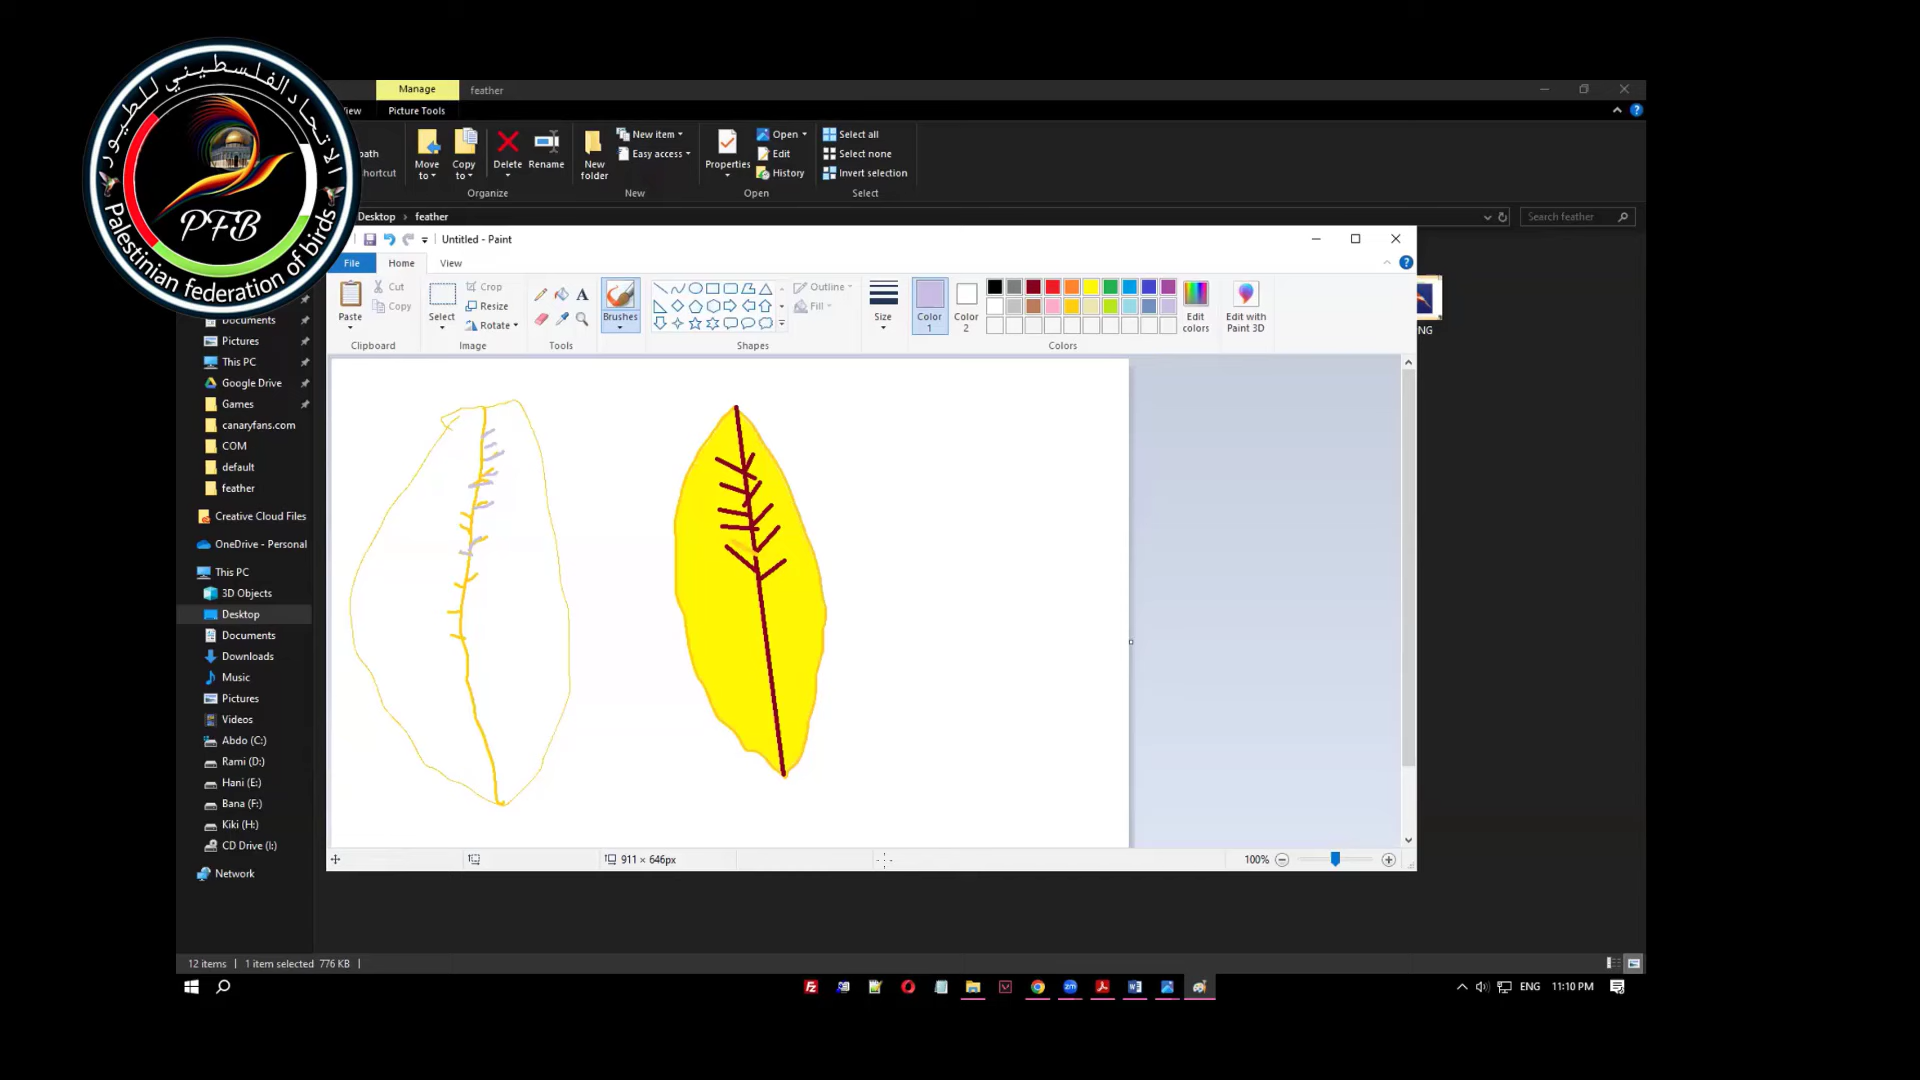 الاتحاد الفلسطيني للطيور
PFB
Palestinian federation of birds
Manage
feather
View
Picture Tools
path
hortcut
Move to
Copy to
Delete
Rename
Organize
New folder
New item
Easy access
New
Properties
Open
Edit
History
Open
Select all
Select none
Invert selection
Select
Desktop
feather
Search feather
Untitled - Paint
File
Home
View
Paste
Cut
Copy
Clipboard
Select
Crop
Resize
Rotate
Image
Tools
Brushes
Shapes
Outline
Fill
Size
Color 1
Color 2
Colors
Edit colors
Edit with Paint 3D
NG
Documents
Pictures
This PC
Google Drive
Games
canaryfans.com
COM
default
feather
Creative Cloud Files
OneDrive - Personal
This PC
3D Objects
Desktop
Documents
Downloads
Music
Pictures
Videos
Abdo (C:)
Rami (D:)
Hani (E:)
Bana (F:)
Kiki (H:)
CD Drive (I:)
Network
911 × 646px
100%
12 items
1 item selected 776 KB
ENG
11:10 PM